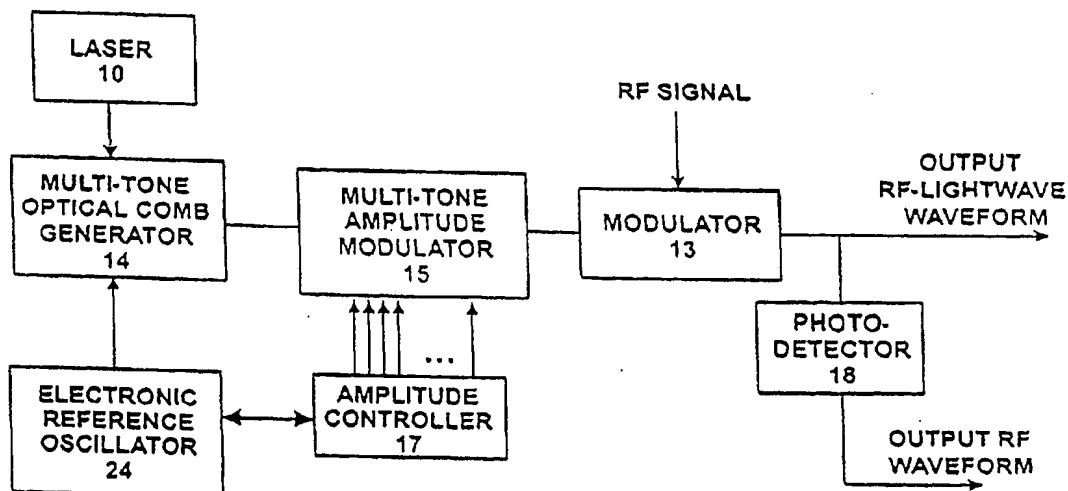 LASER
10
RF SIGNAL
MULTI-TONE
OPTICAL COMB
GENERATOR
14
MULTI-TONE
AMPLITUDE
MODULATOR
15
MODULATOR
13
OUTPUT
RF-LIGHTWAVE
WAVEFORM
PHOTO-
DETECTOR
18
ELECTRONIC
REFERENCE
OSCILLATOR
24
...
AMPLITUDE
CONTROLLER
17
OUTPUT RF
WAVEFORM